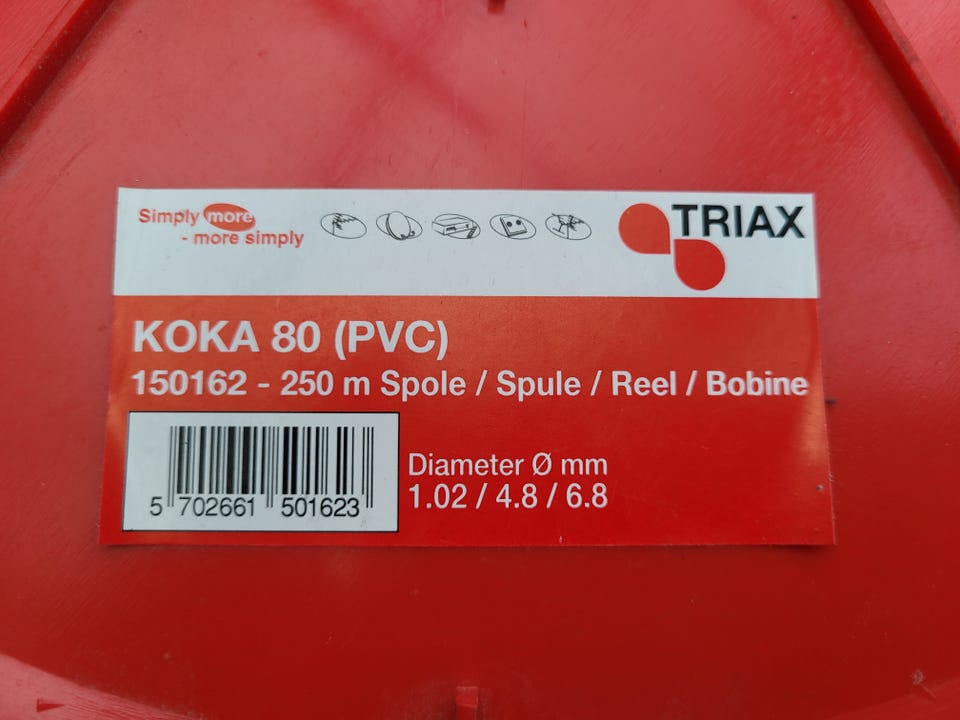 Simply more
- more simply
TRIAX
KOKA 80 (PVC)
150162 - 250 m Spole / Spule / Reel / Bobine
Diameter Ø mm
1.02 / 4.8 / 6.8
5 702661 501623